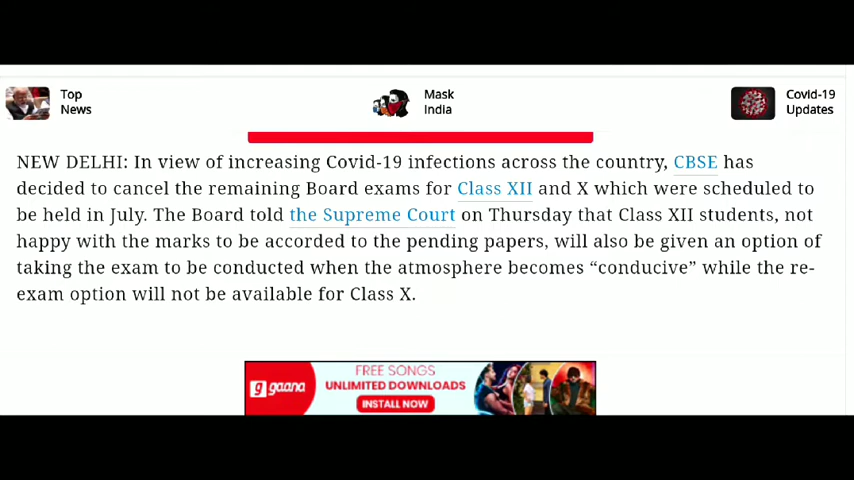 Top
News
Mask
India
Covid-19
Updates
NEW DELHI: In view of increasing Covid-19 infections across the country, CBSE has
decided to cancel the remaining Board exams for Class XII and X which were scheduled to
be held in July. The Board told the Supreme Court on Thursday that Class XII students, not
happy with the marks to be accorded to the pending papers, will also be given an option of
taking the exam to be conducted when the atmosphere becomes “conducive” while the re-
exam option will not be available for Class X.
g gaana
FREE SONGS
UNLIMITED DOWNLOADS
INSTALL NOW